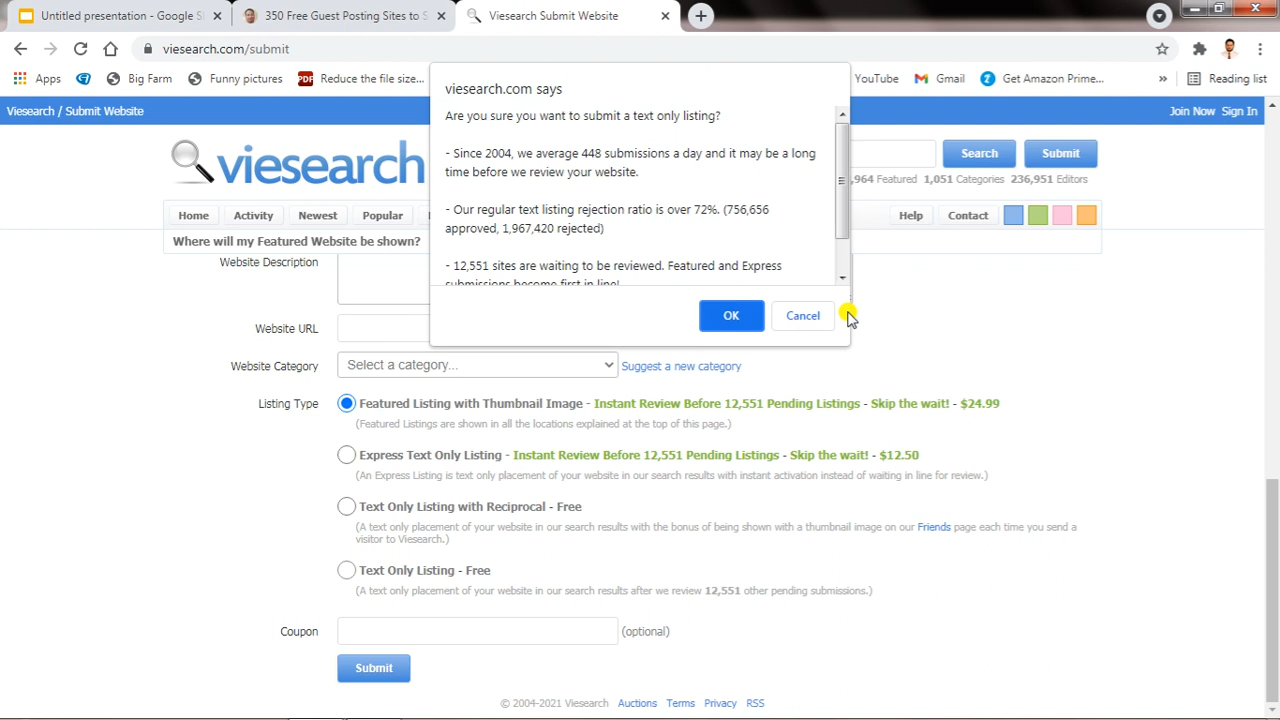 Untitled presentation - Google S
350 Free Guest Posting Sites to S
Viesearch Submit Website
viesearch.com/submit
Apps
Big Farm
Funny pictures
PDF
Reduce the file size...
YouTube
Gmail
Get Amazon Prime...
»
Reading list
Viesearch / Submit Website
Join Now Sign In
viesearch
Search
Submit
,964 Featured 1,051 Categories 236,951 Editors
Home
Activity
Newest
Popular
Help
Contact
Where will my Featured Website be shown?
viesearch.com says
Are you sure you want to submit a text only listing?
- Since 2004, we average 448 submissions a day and it may be a long
time before we review your website.
- Our regular text listing rejection ratio is over 72%. (756,656
approved, 1,967,420 rejected)
- 12,551 sites are waiting to be reviewed. Featured and Express
submissions become first in line!
OK
Cancel
Website Description
Website URL
Website Category
Select a category...
Suggest a new category
Listing Type
Featured Listing with Thumbnail Image - Instant Review Before 12,551 Pending Listings - Skip the wait! - $24.99
(Featured Listings are shown in all the locations explained at the top of this page.)
Express Text Only Listing - Instant Review Before 12,551 Pending Listings - Skip the wait! - $12.50
(An Express Listing is text only placement of your website in our search results with instant activation instead of waiting in line for review.)
Text Only Listing with Reciprocal - Free
(A text only placement of your website in our search results with the bonus of being shown with a thumbnail image on our Friends page each time you send a
visitor to Viesearch.)
Text Only Listing - Free
(A text only placement of your website in our search results after we review 12,551 other pending submissions.)
Coupon
(optional)
Submit
© 2004-2021 Viesearch Auctions Terms Privacy RSS